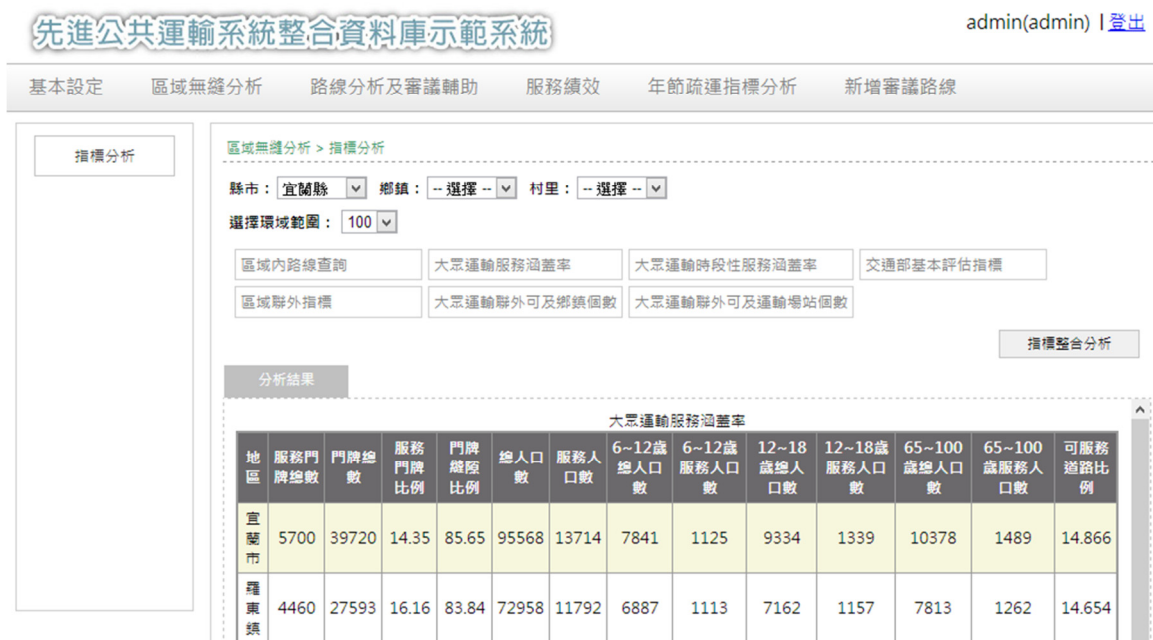 先進公共運輸系統整合資料庫示範系統
admin(admin) | 登出
基本設定 區域無縫分析 路線分析及審議輔助 服務績效 年節疏運指標分析 新增審議路線
指標分析
區域無縫分析 > 指標分析
縣市： 宜蘭縣 鄉鎮： -- 選擇 -- 村里： -- 選擇 --
選擇環域範圍： 100
區域內路線查詢 大眾運輸服務涵蓋率 大眾運輸時段性服務涵蓋率 交通部基本評估指標
區域聯外指標 大眾運輸聯外可及鄉鎮個數 大眾運輸聯外可及運輸場站個數
指標整合分析
分析結果
大眾運輸服務涵蓋率
地區 服務門牌總數 門牌總數 服務門牌比例 門牌縫隙比例 總人口數 服務人口數 6~12歲總人口數 6~12歲服務人口數 12~18歲總人口數 12~18歲服務人口數 65~100歲總人口數 65~100歲服務人口數 可服務道路比例
宜蘭市 5700 39720 14.35 85.65 95568 13714 7841 1125 9334 1339 10378 1489 14.866
羅東鎮 4460 27593 16.16 83.84 72958 11792 6887 1113 7162 1157 7813 1262 14.654